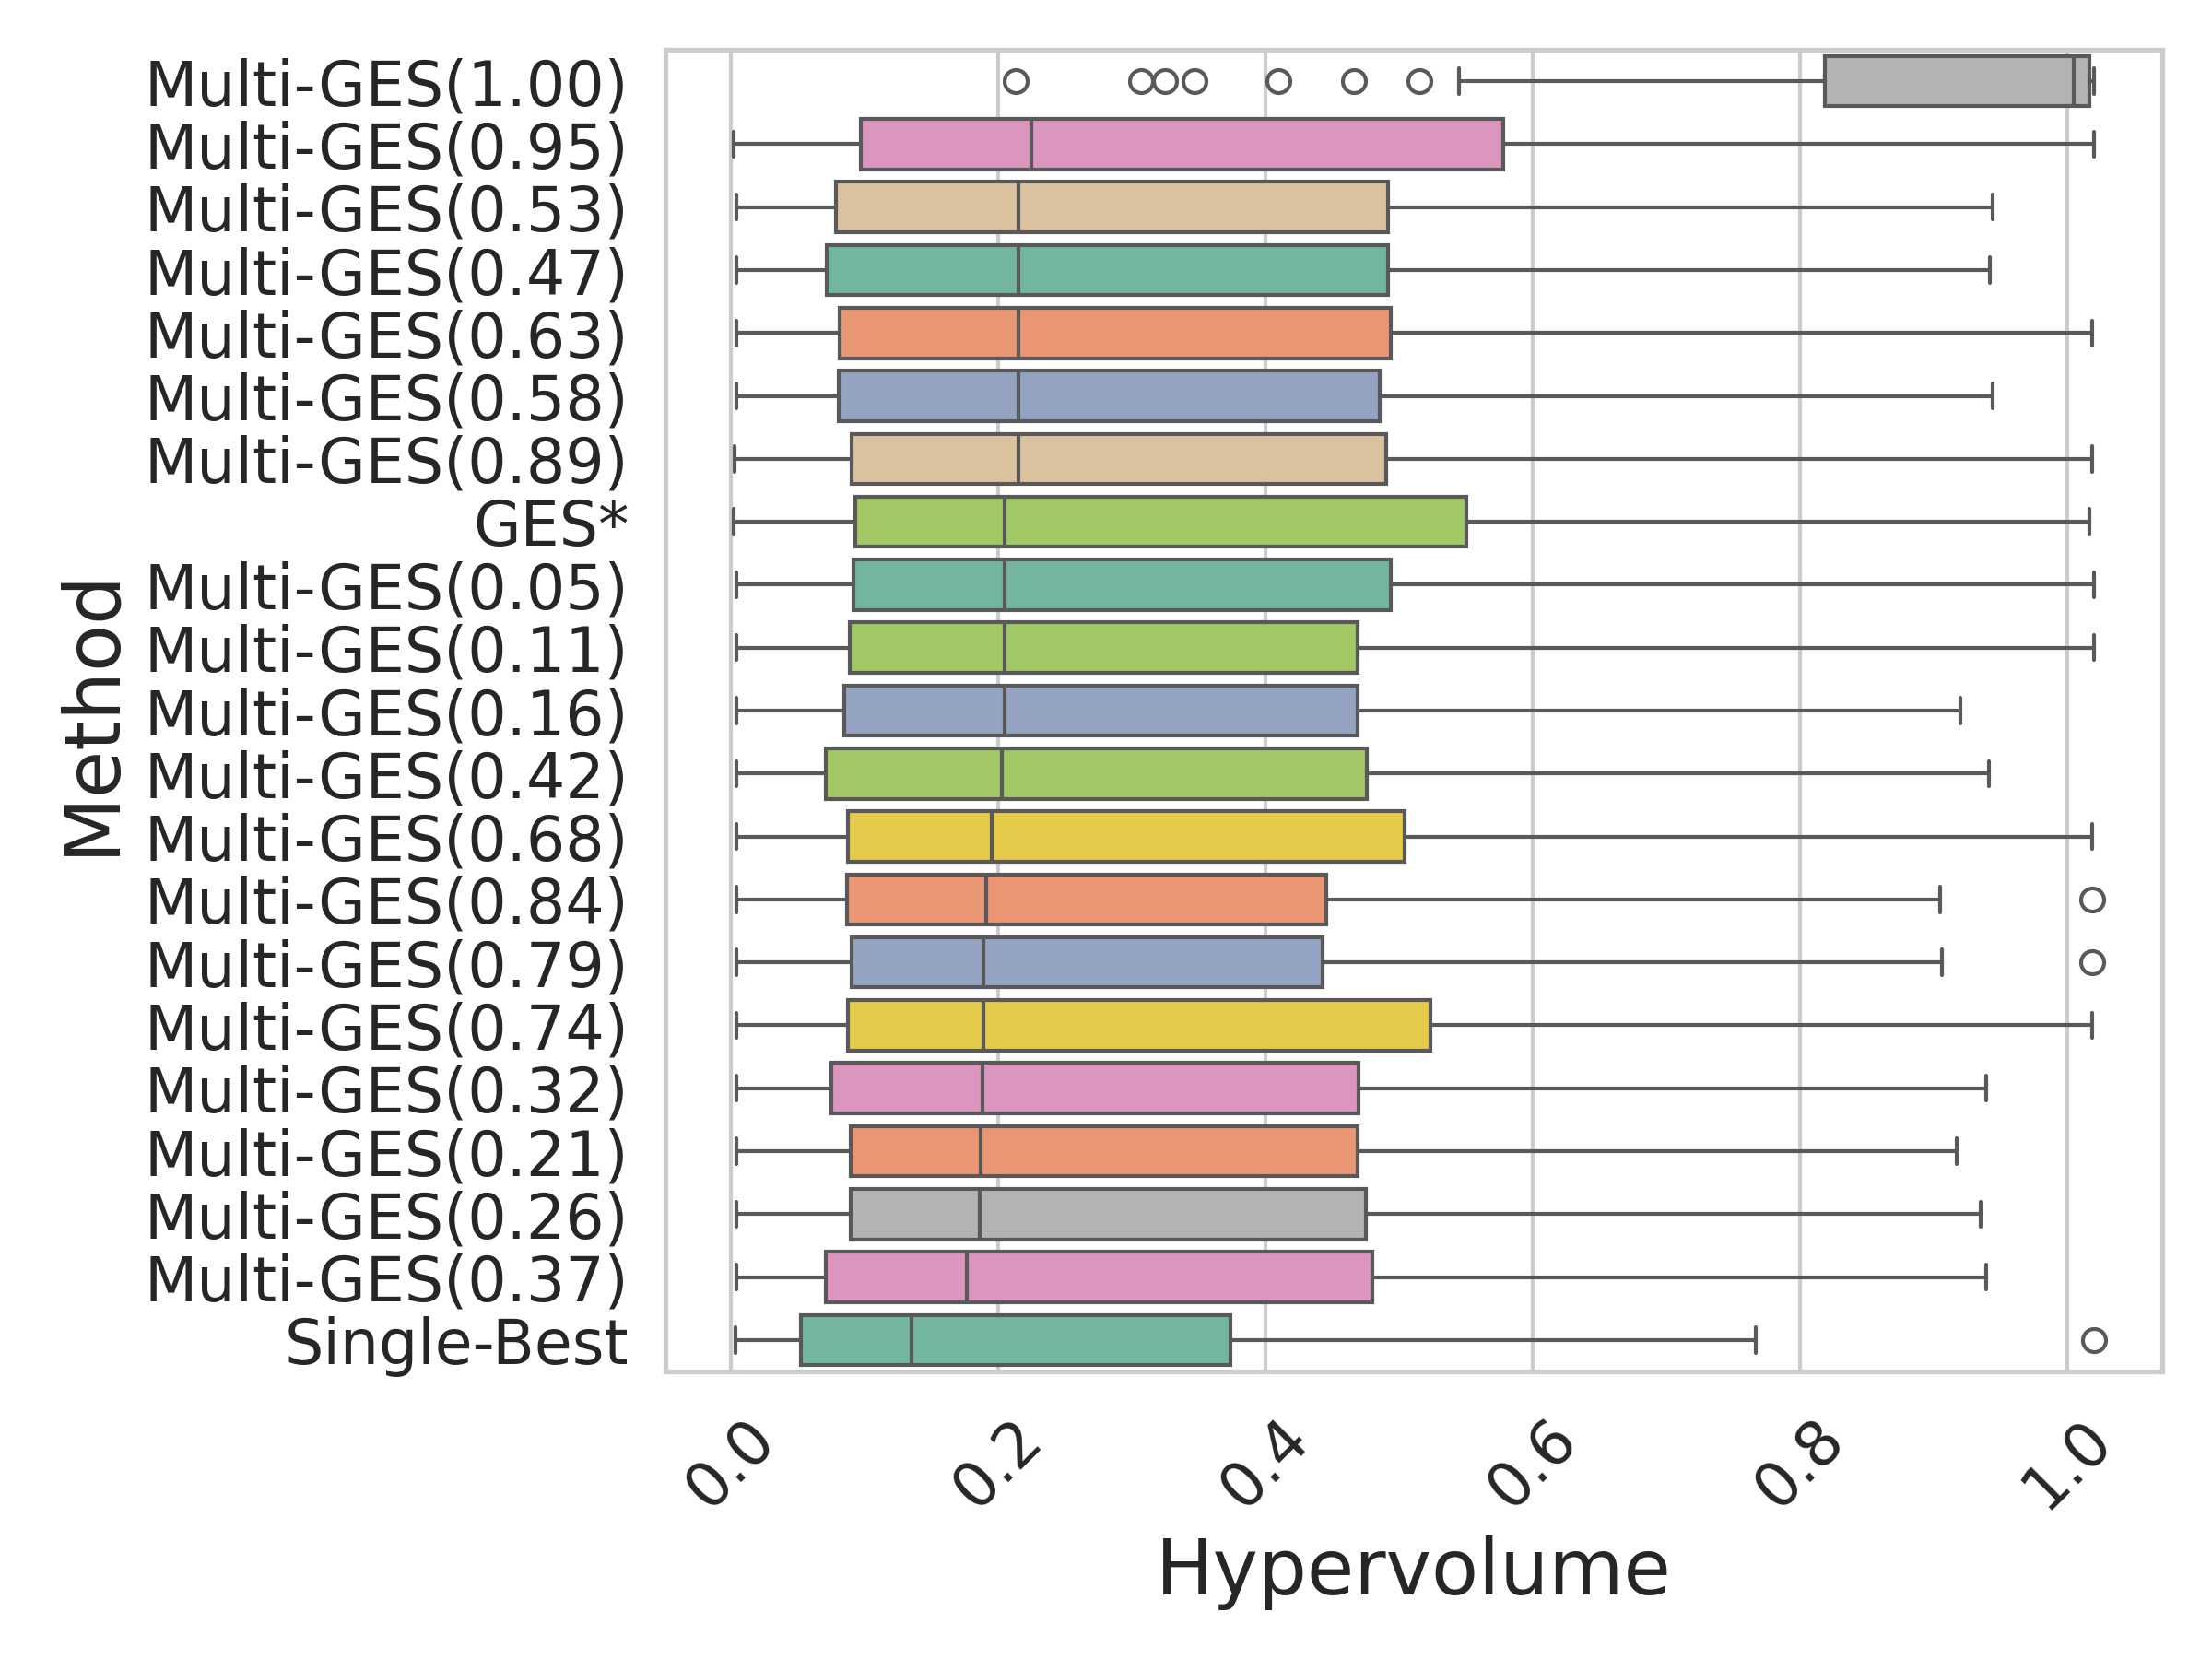 Multi-GES(1.00)
Multi-GES(0.95)
Multi-GES(0.53)
Multi-GES(0.47)
Multi-GES(0.63)
Multi-GES(0.58)
Multi-GES(0.89)
GES*
Multi-GES(0.05)
Multi-GES(0.11)
Multi-GES(0.16)
Multi-GES(0.42)
Multi-GES(0.68)
Multi-GES(0.84)
Multi-GES(0.79)
Multi-GES(0.74)
Multi-GES(0.32)
Multi-GES(0.21)
Multi-GES(0.26)
Multi-GES(0.37)
Single-Best
Method
0.0 0.2 0.4 0.6 0.8 1.0
Hypervolume